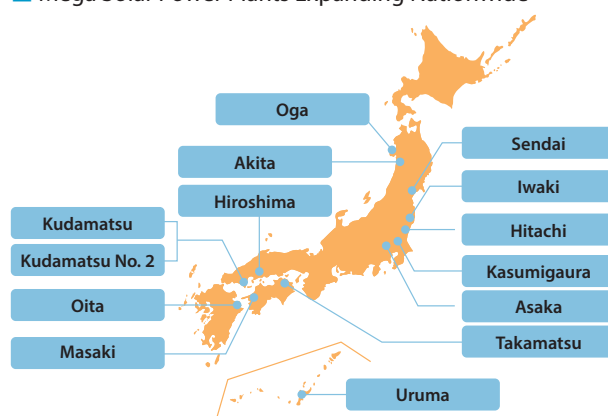 Mega Solar Power Plants Expanding Nationwide
Oga
Sendai
Akita
Iwaki
Hiroshima
Kudamatsu
Hitachi
Kudamatsu No. 2
Kasumigaura
Oita
Asaka
Masaki
Takamatsu
Uruma